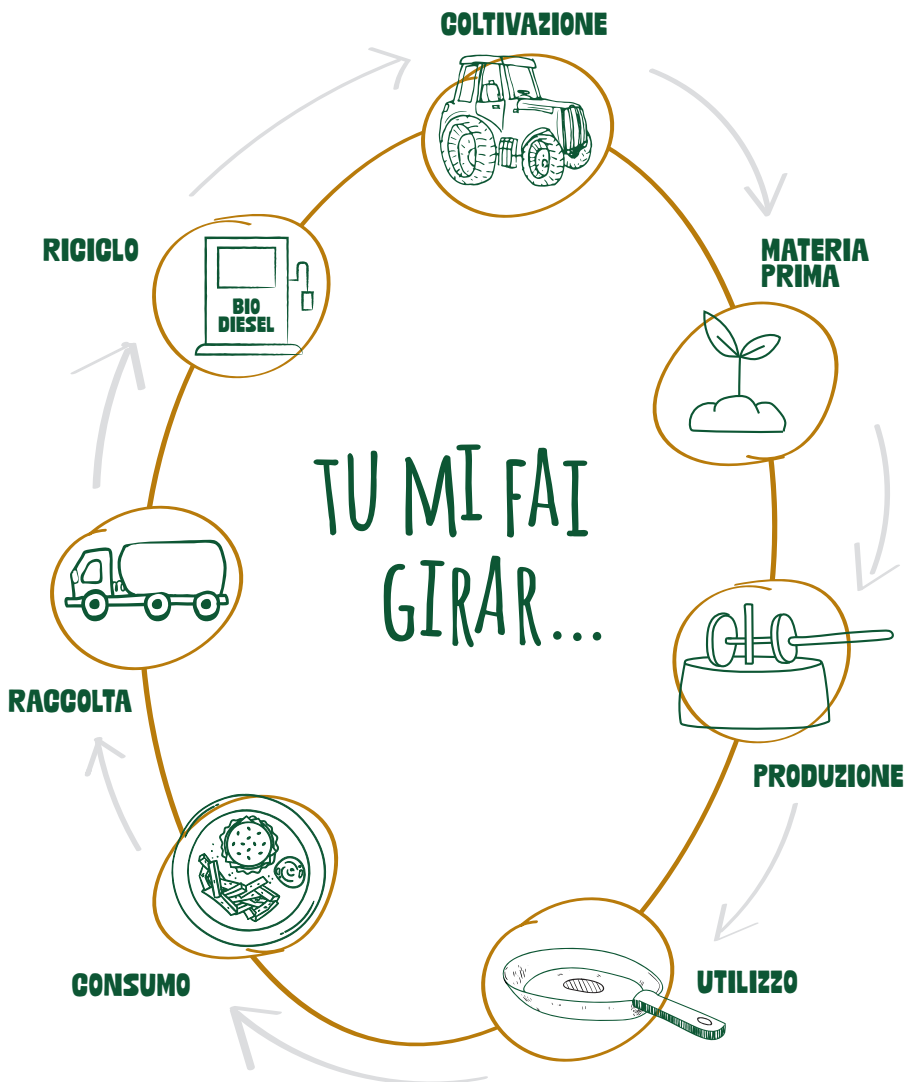 COLTIVAZIONE
MATERIA
PRIMA
PRODUZIONE
UTILIZZO
CONSUMO
RACCOLTA
RICICLO
BIO
DIESEL
TU MI FAI
GIRAR...